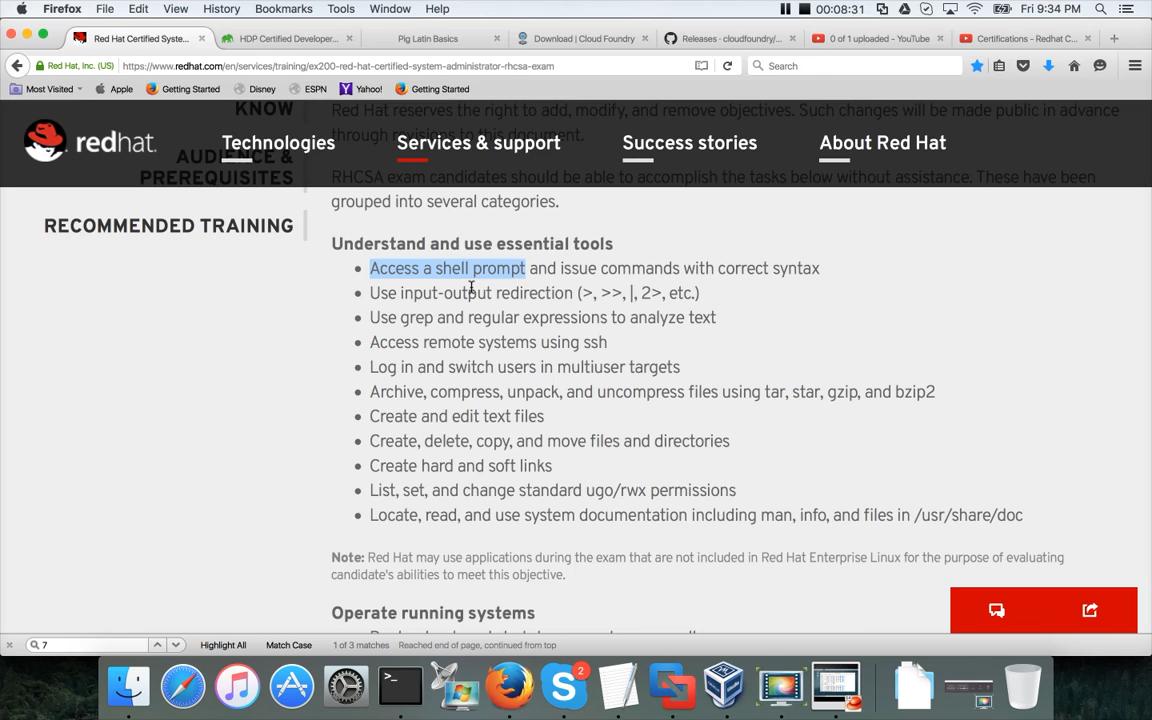 Firefox File Edit View History Bookmarks Tools Window Help 00:08:31 Fri 9:34 PM
Red Hat Certified Syste... HDP Certified Developer... Pig Latin Basics Download | Cloud Foundry Releases · cloudfoundry/... 0 of 1 uploaded - YouTube Certifications - Redhat C...
Red Hat, Inc. (US) https://www.redhat.com/en/services/training/ex200-red-hat-certified-system-administrator-rhcsa-exam Search
Most Visited Apple Getting Started Disney ESPN Yahoo! Getting Started
KNOW
Red Hat reserves the right to add, modify, and remove objectives. Such changes will be made public in advance
through revisions to this document.
redhat. Technologies Services & support Success stories About Red Hat
AUDIENCE &
PREREQUISITES
RHCSA exam candidates should be able to accomplish the tasks below without assistance. These have been
grouped into several categories.
RECOMMENDED TRAINING
Understand and use essential tools
• Access a shell prompt and issue commands with correct syntax
• Use input-output redirection (>, >>, |, 2>, etc.)
• Use grep and regular expressions to analyze text
• Access remote systems using ssh
• Log in and switch users in multiuser targets
• Archive, compress, unpack, and uncompress files using tar, star, gzip, and bzip2
• Create and edit text files
• Create, delete, copy, and move files and directories
• Create hard and soft links
• List, set, and change standard ugo/rwx permissions
• Locate, read, and use system documentation including man, info, and files in /usr/share/doc
Note: Red Hat may use applications during the exam that are not included in Red Hat Enterprise Linux for the purpose of evaluating
candidate's abilities to meet this objective.
Operate running systems
7 Highlight All Match Case 1 of 3 matches Reached end of page, continued from top
2